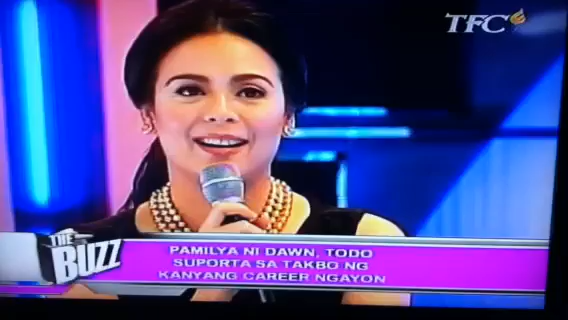 TFC
THE
BUZZ
PAMILYA NI DAWN, TODO
SUPORTA SA TAKBO NG
KANYANG CAREER NGAYON